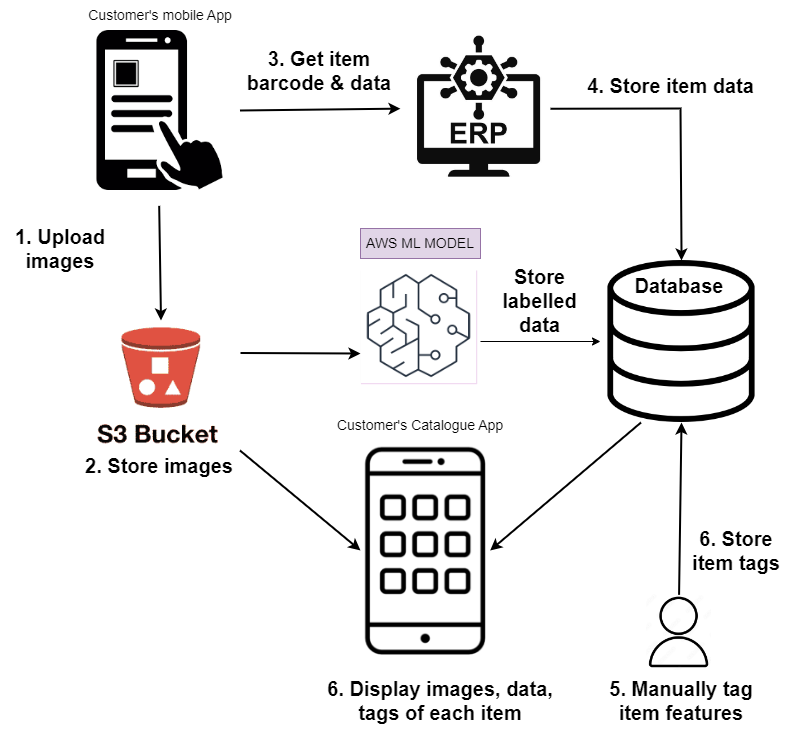 Customer's mobile App
3. Get item
barcode & data
ERP
4. Store item data
1. Upload
images
AWS ML MODEL
Store
labelled
data
Database
S3 Bucket
2. Store images
Customer's Catalogue App
6. Store
item tags
6. Display images, data,
tags of each item
5. Manually tag
item features